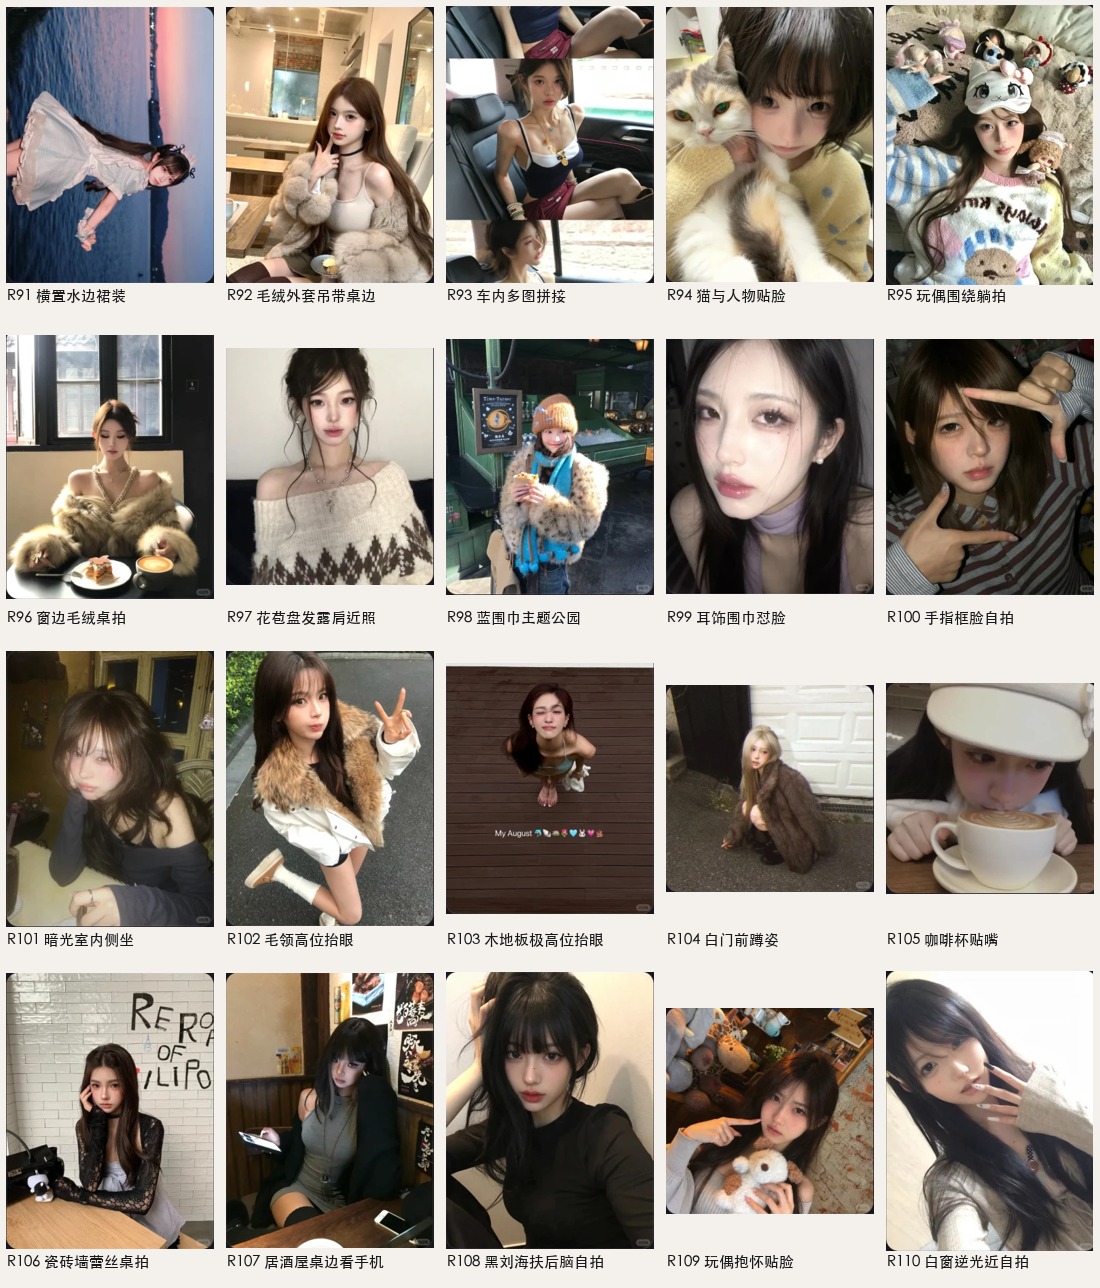 R91 横置水边裙装
R92 毛绒外套吊带桌边
R93 车内多图拼接
R94 猫与人物贴脸
R95 玩偶围绕躺拍
R96 窗边毛绒桌拍
R97 花苞盘发露肩近照
R98 蓝围巾主题公园
R99 耳饰围巾怼脸
R100 手指框脸自拍
My August
R101 暗光室内侧坐
R102 毛领高位抬眼
R103 木地板极高位抬眼
R104 白门前蹲姿
R105 咖啡杯贴嘴
RERO
OF
ILIPO
R106 瓷砖墙蕾丝桌拍
R107 居酒屋桌边看手机
R108 黑刘海扶后脑自拍
R109 玩偶抱怀贴脸
R110 白窗逆光近自拍